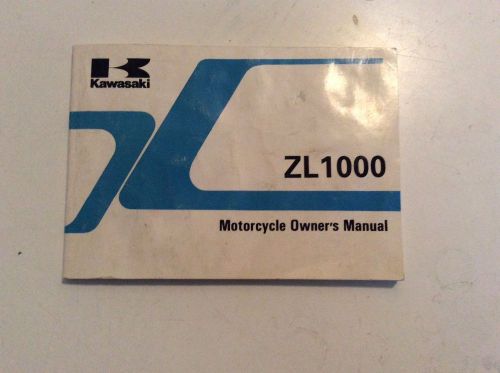 Kawasaki
ZL1000
Motorcycle Owner's Manual